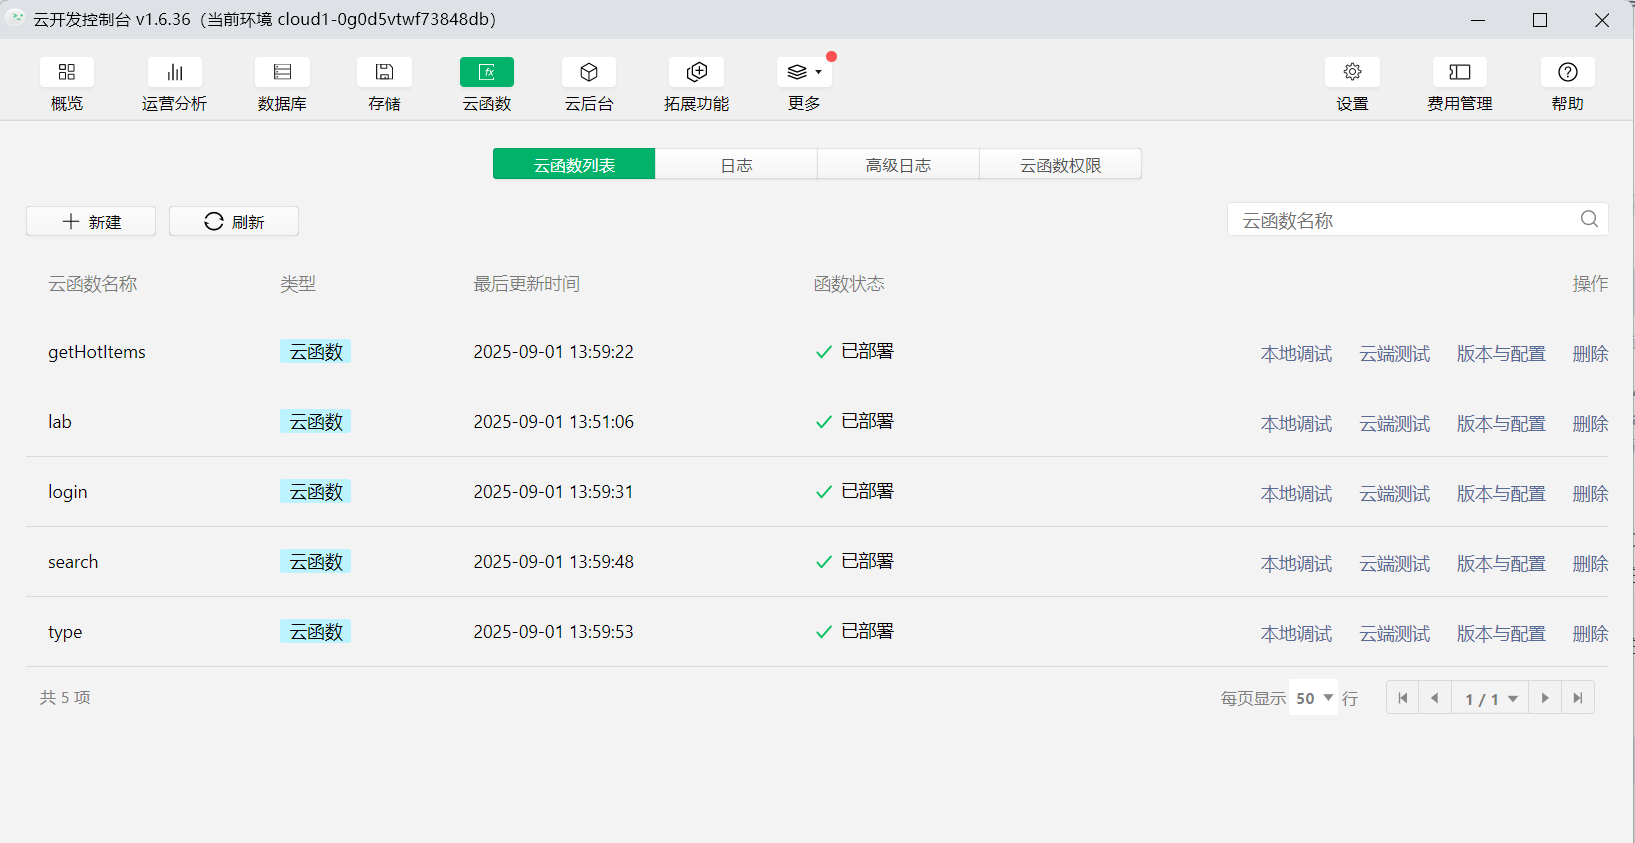 云开发控制台 v1.6.36（当前环境 cloud1-0g0d5vtwf73848db）
概览 运营分析 数据库 存储 云函数 云后台 拓展功能 更多 设置 费用管理 帮助
云函数列表 日志 高级日志 云函数权限
新建 刷新 云函数名称
云函数名称 类型 最后更新时间 函数状态 操作
getHotItems 云函数 2025-09-01 13:59:22 已部署 本地调试 云端测试 版本与配置 删除
lab 云函数 2025-09-01 13:51:06 已部署 本地调试 云端测试 版本与配置 删除
login 云函数 2025-09-01 13:59:31 已部署 本地调试 云端测试 版本与配置 删除
search 云函数 2025-09-01 13:59:48 已部署 本地调试 云端测试 版本与配置 删除
type 云函数 2025-09-01 13:59:53 已部署 本地调试 云端测试 版本与配置 删除
共 5 项 每页显示 50 行 1 / 1